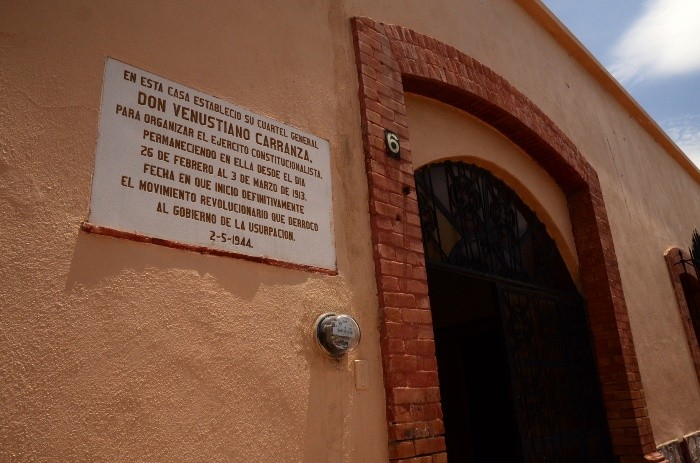 EN ESTA CASA ESTABLECIO SU CUARTEL GENERAL
DON VENUSTIANO CARRANZA.
PARA ORGANIZAR EL EJERCITO CONSTITUCIONALISTA.
PERMANECIENDO EN ELLA DESDE EL DIA
26 DE FEBRERO AL 3 DE MARZO DE 1913.
FECHA EN QUE INICIO DEFINITIVAMENTE
EL MOVIMIENTO REVOLUCIONARIO QUE DERROCO
AL GOBIERNO DE LA USURPACION.
2-5-1944.
6